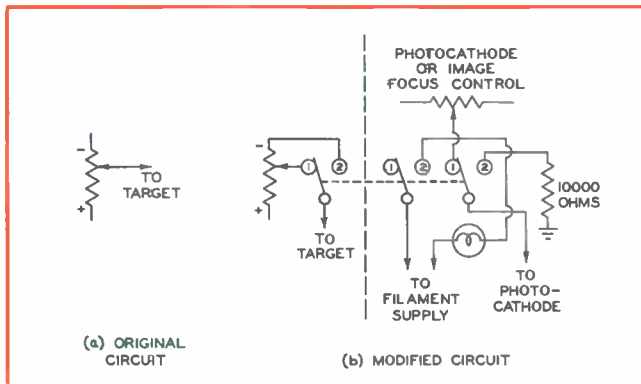 PHOTOCATHODE
OR IMAGE
FOCUS CONTROL
-
+
TO
TARGET
-
+
1
2
TO
TARGET
1
2
1
2
10000
OHMS
TO
FILAMENT
SUPPLY
TO
PHOTO-
CATHODE
(a) ORIGINAL
CIRCUIT
(b) MODIFIED CIRCUIT